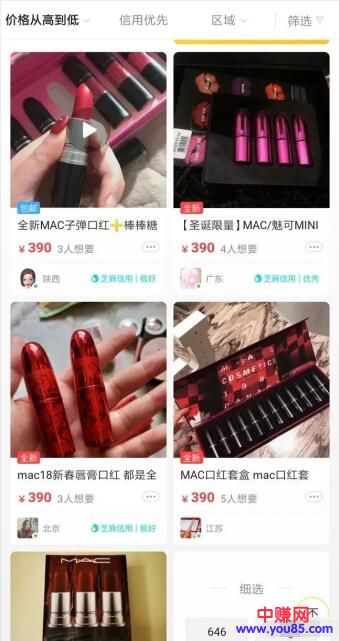 价格从高到低
信用优先
区域
筛选
包邮
全新MAC子弹口红➕棒棒糖
¥390 3人想要
陕西
芝麻信用 | 极好
全新
【圣诞限量】MAC/魅可MINI
¥390 4人想要
广东
芝麻信用 | 优秀
全新
mac18新春唇膏口红 都是全
¥390 3人想要
北京
芝麻信用 | 极好
MAC
COSMETICS
全新
MAC口红套盒 mac口红套
¥390 5人想要
江苏
MAC
细选
不
646
中赚网
www.you85.com